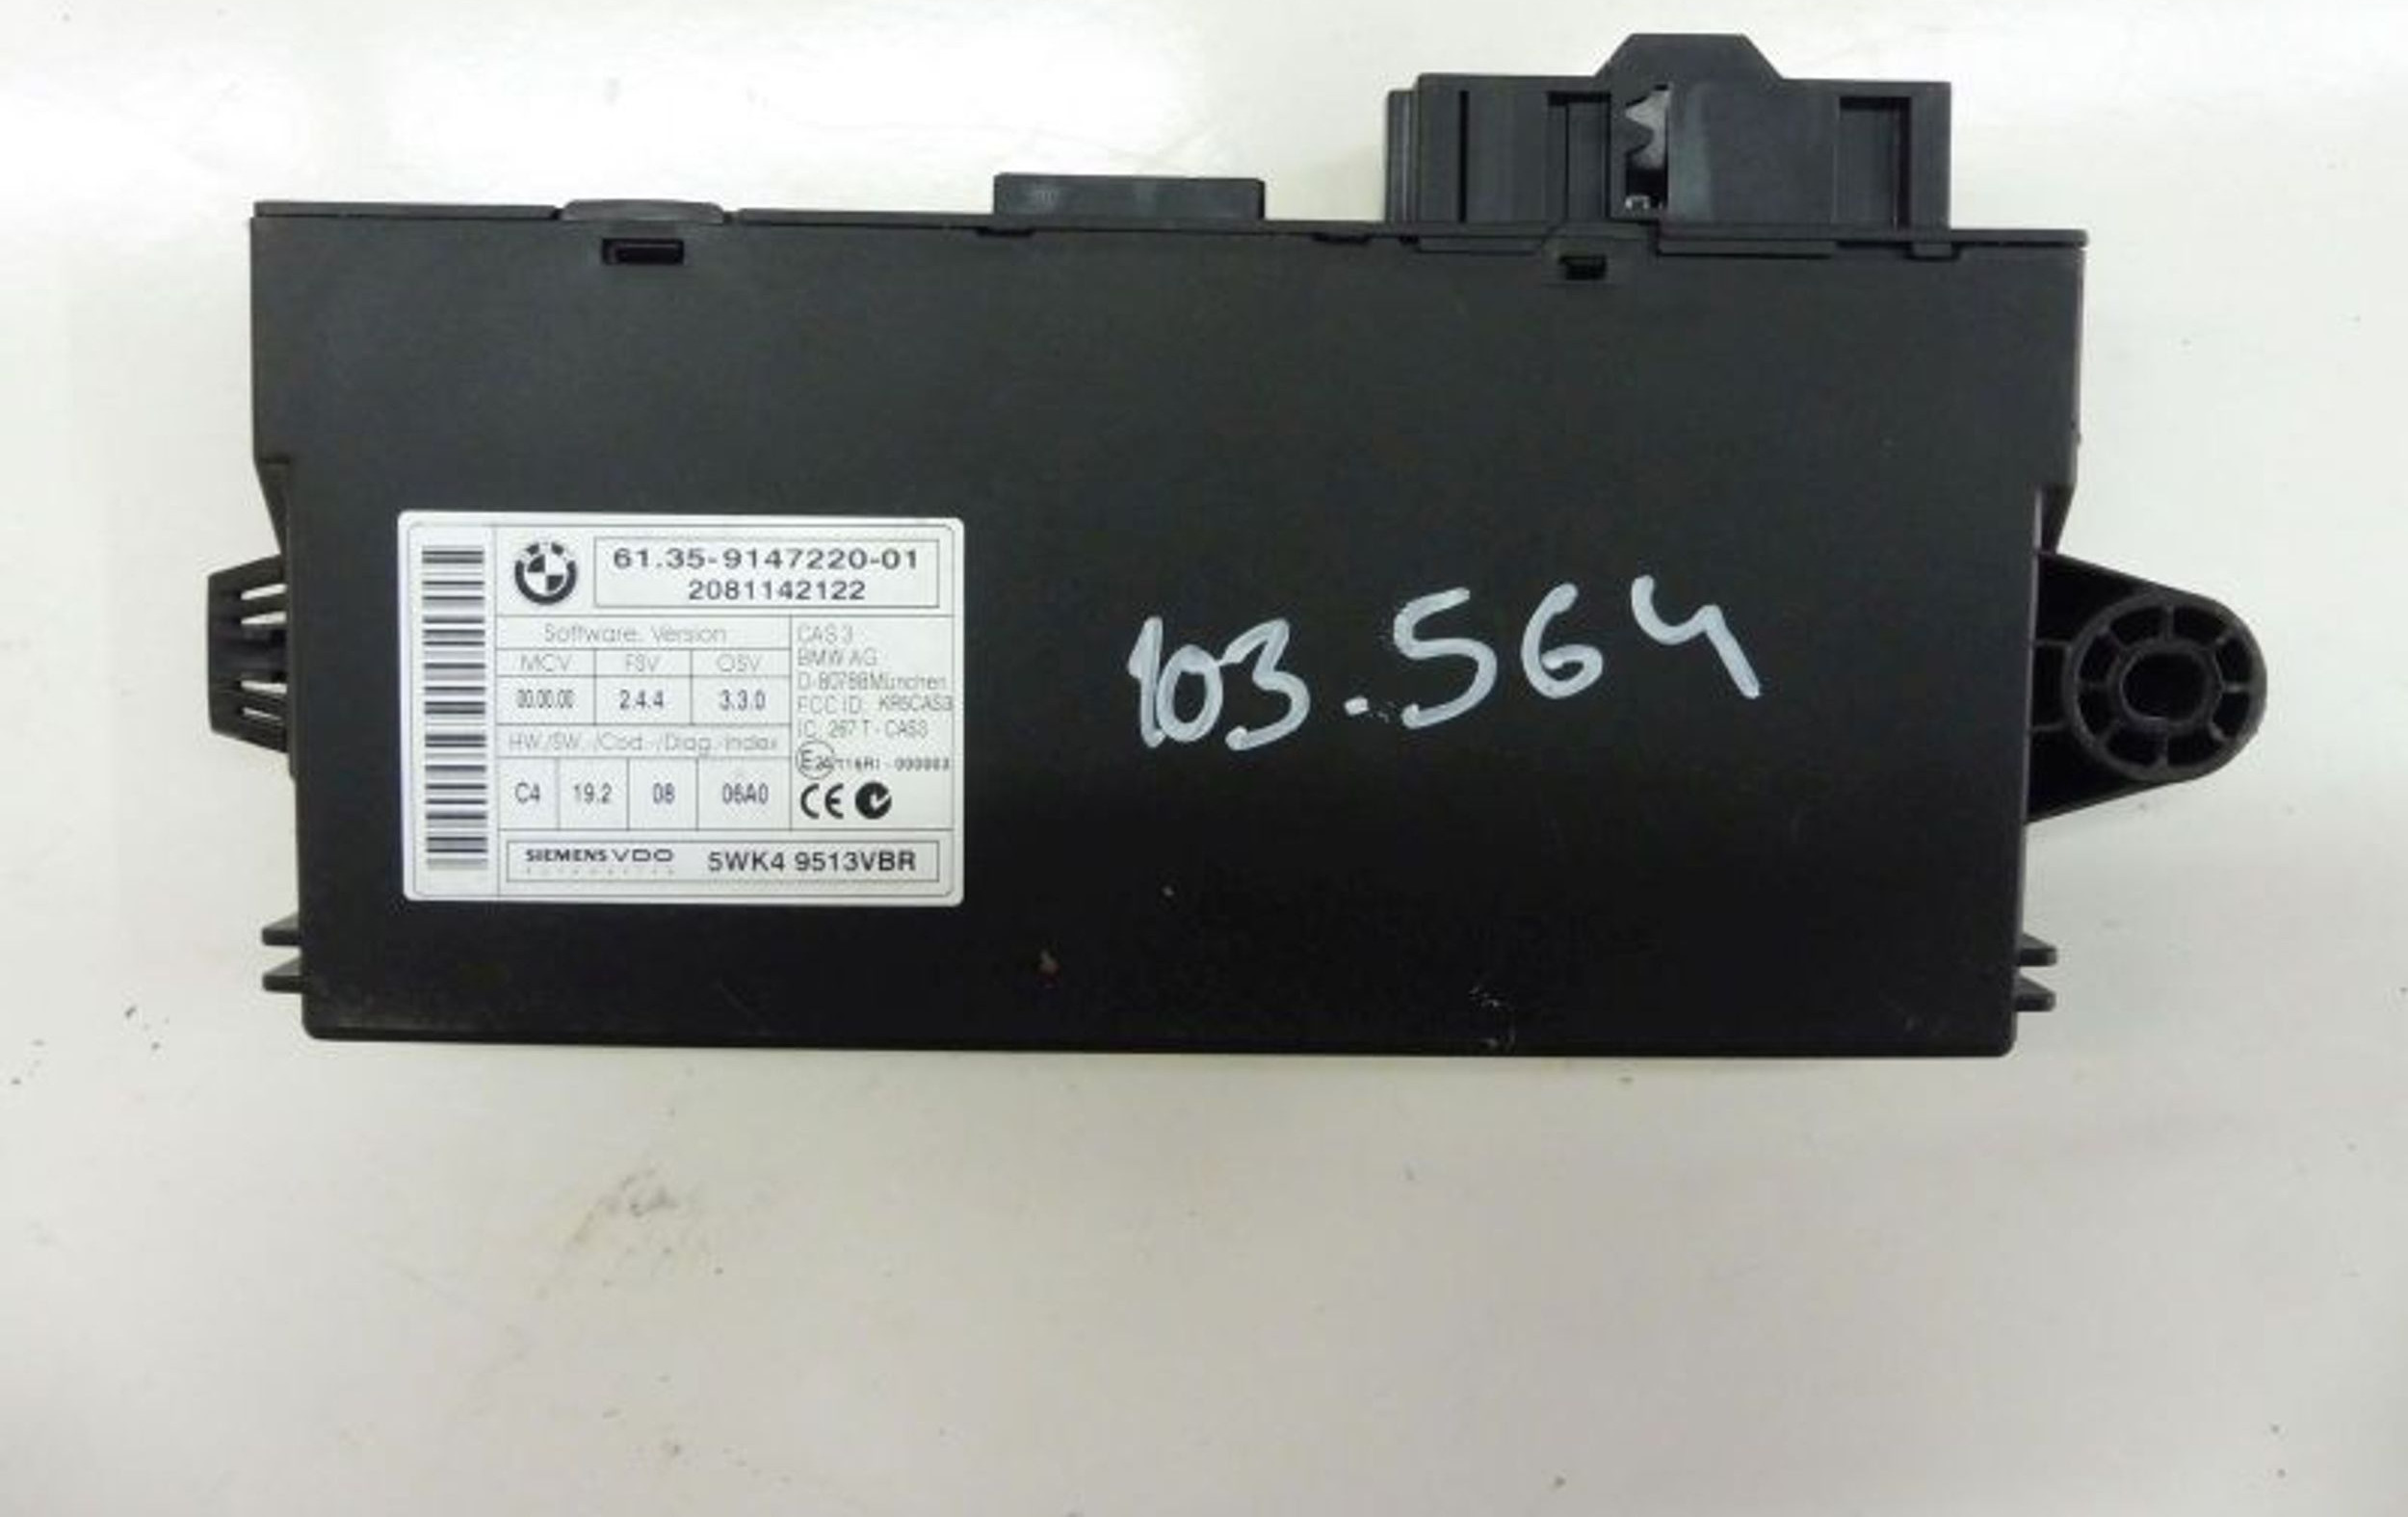 61.35-9147220-01
2081142122
Software. Version
MCV FSV OSV
00.00.00 2.4.4 3.3.0
HW./SW.-/Cod.-/Diag.-Index
C4 19.2 08 06A0
CAS 3
BMW AG
D-80788 München
FCC ID: KR5CAS3
IC: 267T-CAS3
CE
SIEMENS VDO 5WK4 9513VBR
103.564